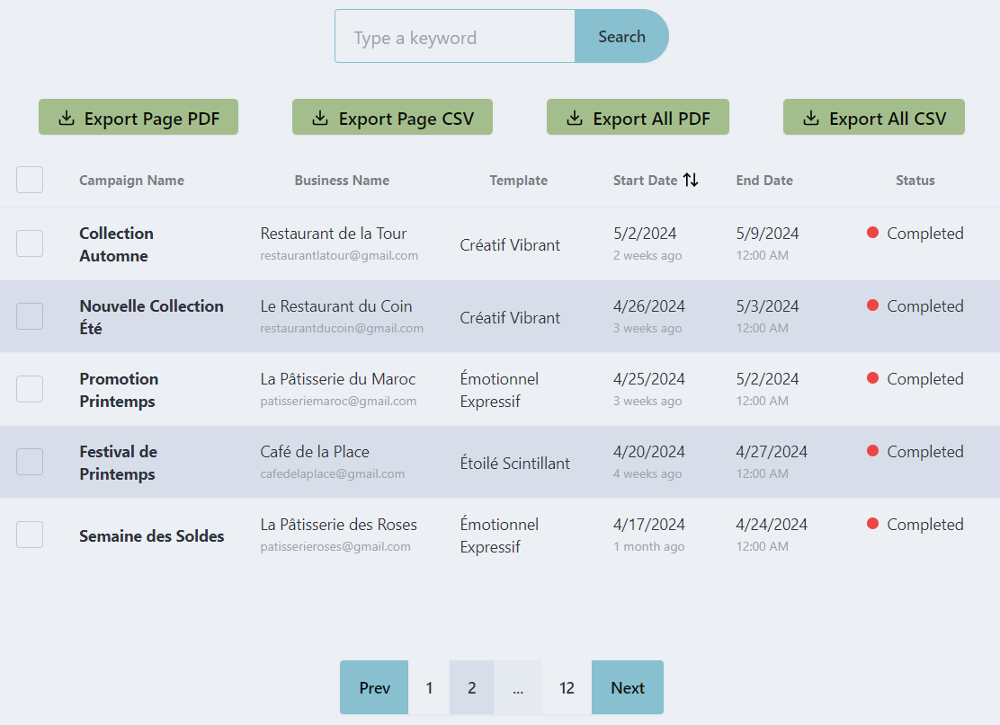 Type a keyword
Search
Export Page PDF
Export Page CSV
Export All PDF
Export All CSV
Campaign Name
Business Name
Template
Start Date
End Date
Status
Collection
Automne
Restaurant de la Tour
restaurantlatour@gmail.com
Créatif Vibrant
5/2/2024
2 weeks ago
5/9/2024
12:00 AM
Completed
Nouvelle Collection
Été
Le Restaurant du Coin
restaurantducoin@gmail.com
Créatif Vibrant
4/26/2024
3 weeks ago
5/3/2024
12:00 AM
Completed
Promotion
Printemps
La Pâtisserie du Maroc
patisseriemaroc@gmail.com
Émotionnel
Expressif
4/25/2024
3 weeks ago
5/2/2024
12:00 AM
Completed
Festival de
Printemps
Café de la Place
cafedelaplace@gmail.com
Étoilé Scintillant
4/20/2024
4 weeks ago
4/27/2024
12:00 AM
Completed
Semaine des Soldes
La Pâtisserie des Roses
patisserieroses@gmail.com
Émotionnel
Expressif
4/17/2024
1 month ago
4/24/2024
12:00 AM
Completed
Prev
1
2
...
12
Next